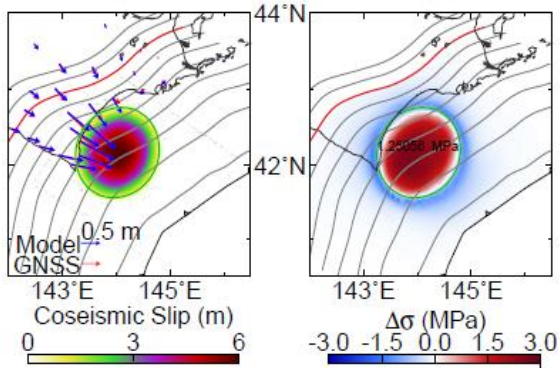 44°N
42°N
1.25056 MPa
0.5 m
Model
GNSS
143°E 145°E 143°E 145°E
Coseismic Slip (m) Δσ (MPa)
0 3 6 -3.0 -1.5 0.0 1.5 3.0